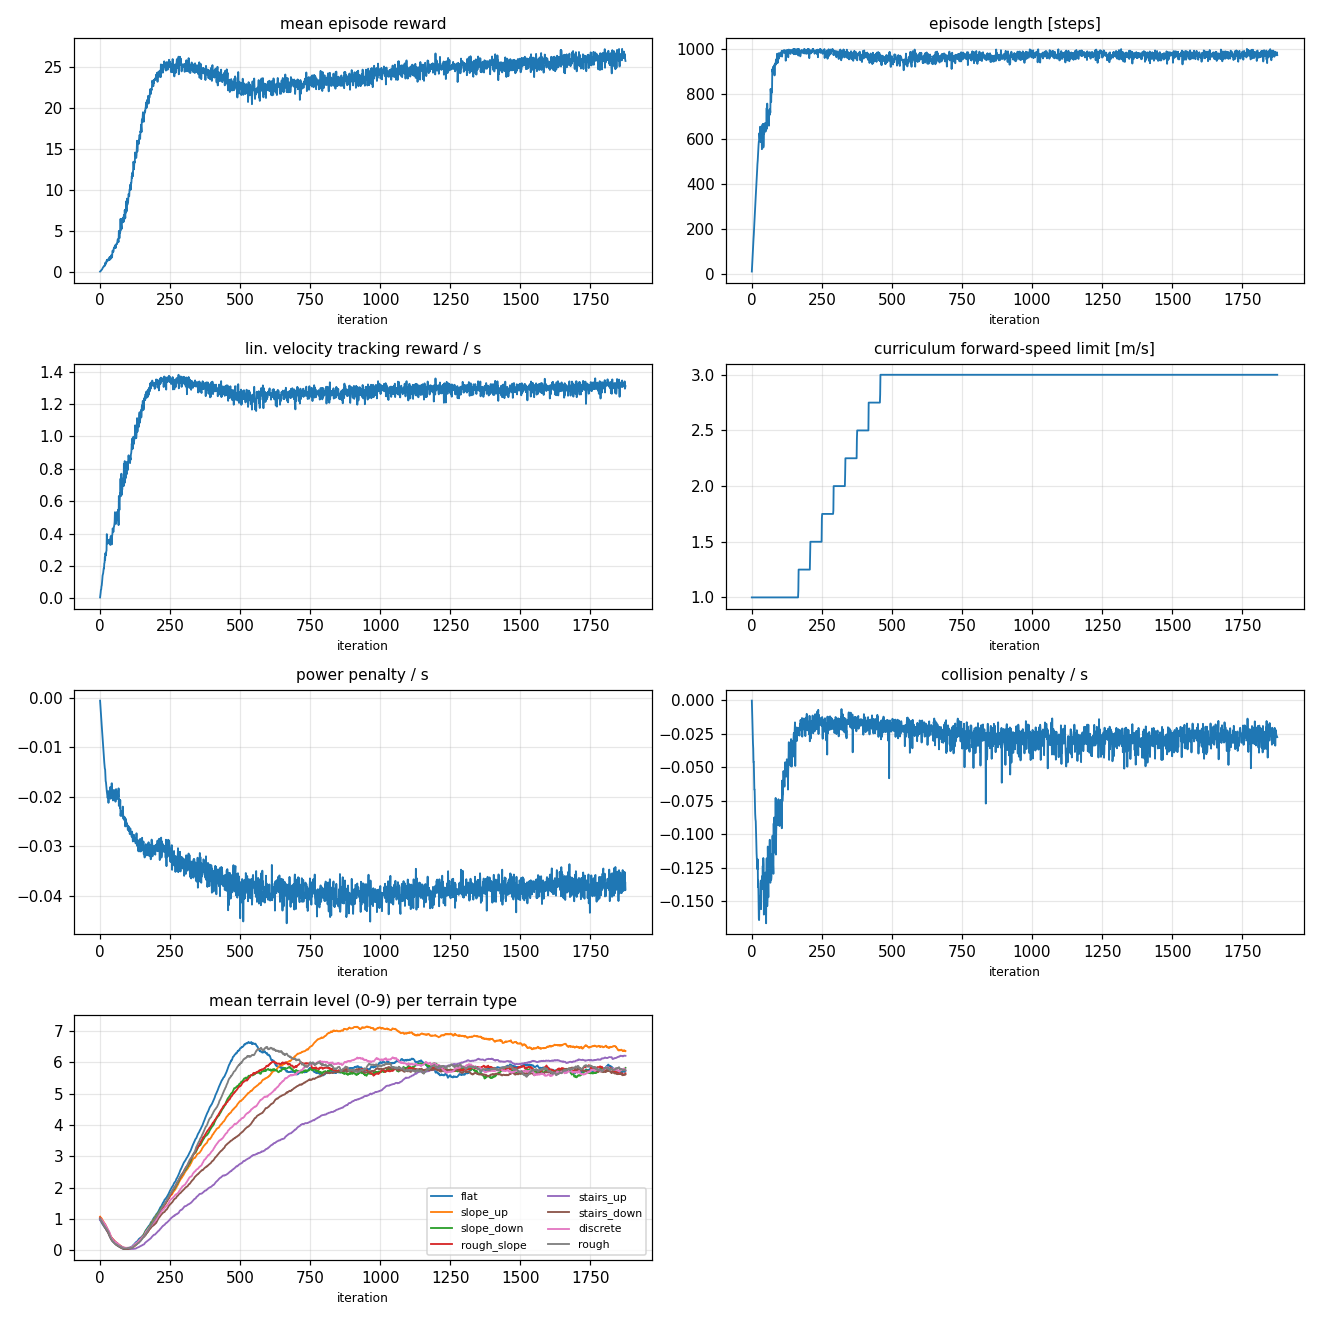 mean episode reward
25
20
15
10
5
0
0 250 500 750 1000 1250 1500 1750
iteration
episode length [steps]
1000
800
600
400
200
0
0 250 500 750 1000 1250 1500 1750
iteration
lin. velocity tracking reward / s
1.4
1.2
1.0
0.8
0.6
0.4
0.2
0.0
0 250 500 750 1000 1250 1500 1750
iteration
curriculum forward-speed limit [m/s]
3.0
2.5
2.0
1.5
1.0
0 250 500 750 1000 1250 1500 1750
iteration
power penalty / s
0.00
−0.01
−0.02
−0.03
−0.04
0 250 500 750 1000 1250 1500 1750
iteration
collision penalty / s
0.000
−0.025
−0.050
−0.075
−0.100
−0.125
−0.150
0 250 500 750 1000 1250 1500 1750
iteration
mean terrain level (0-9) per terrain type
7
6
5
4
3
2
1
0
flat
slope_up
slope_down
rough_slope
stairs_up
stairs_down
discrete
rough
0 250 500 750 1000 1250 1500 1750
iteration